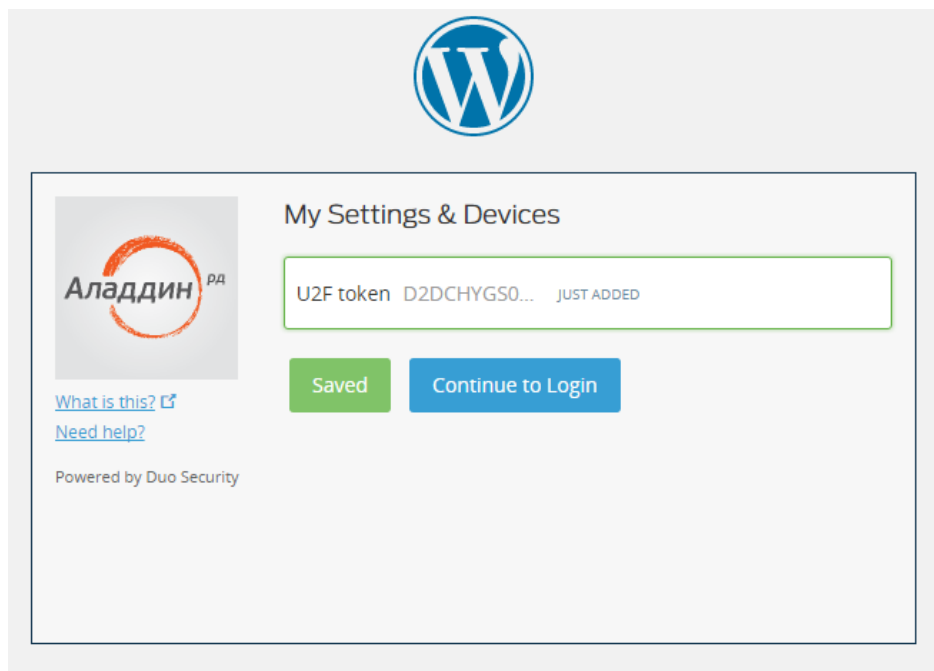 My Settings & Devices
Аладдин РД
U2F token D2DCHYGS0... JUST ADDED
Saved Continue to Login
What is this?
Need help?
Powered by Duo Security